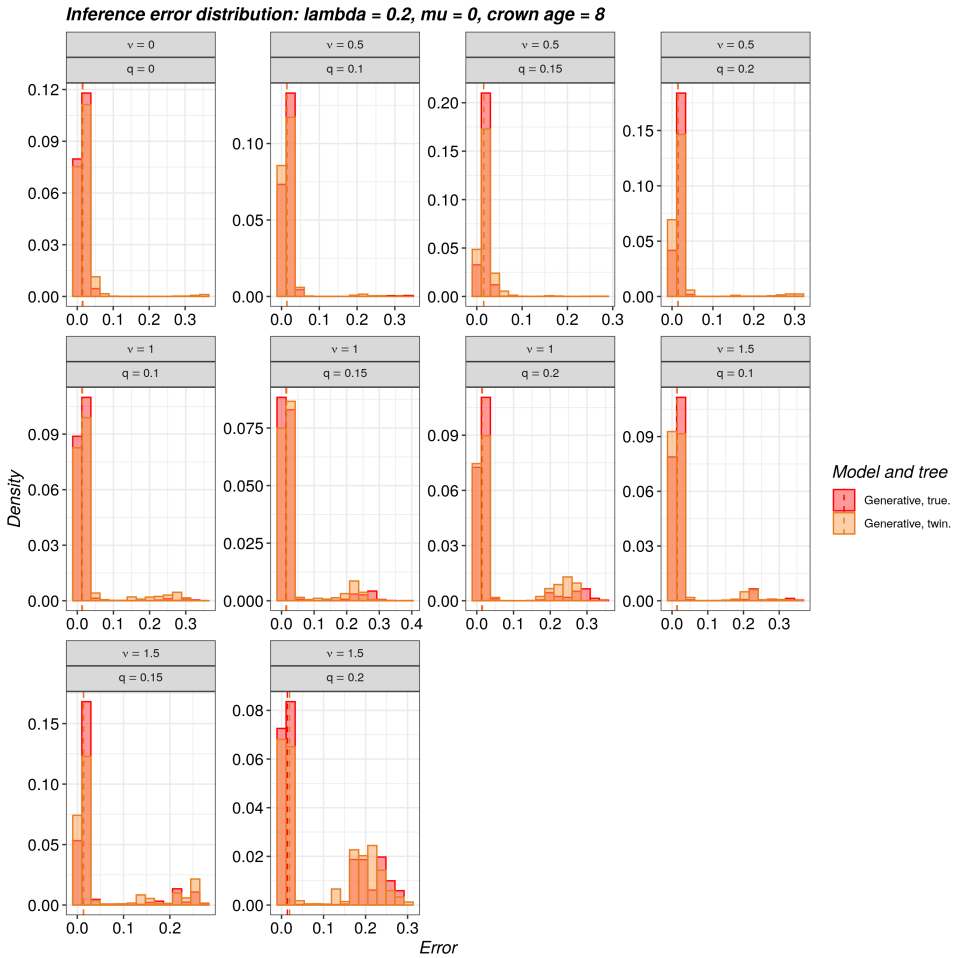 Inference error distribution: lambda = 0.2, mu = 0, crown age = 8
ν = 0
ν = 0.5
ν = 0.5
ν = 0.5
q = 0
q = 0.1
q = 0.15
q = 0.2
0.12
0.09
0.06
0.03
0.00
0.10
0.05
0.00
0.20
0.15
0.10
0.05
0.00
0.15
0.10
0.05
0.00
0.0 0.1 0.2 0.3
0.0 0.1 0.2 0.3
0.0 0.1 0.2 0.3
0.0 0.1 0.2 0.3
ν = 1
ν = 1
ν = 1
ν = 1.5
q = 0.1
q = 0.15
q = 0.2
q = 0.1
0.09
0.06
0.03
0.00
0.075
0.050
0.025
0.000
0.09
0.06
0.03
0.00
0.09
0.06
0.03
0.00
0.0 0.1 0.2 0.3
0.0 0.1 0.2 0.3 0.4
0.0 0.1 0.2 0.3
0.0 0.1 0.2 0.3
ν = 1.5
ν = 1.5
q = 0.15
q = 0.2
0.15
0.10
0.05
0.00
0.08
0.06
0.04
0.02
0.00
0.0 0.1 0.2
0.0 0.1 0.2 0.3
Density
Error
Model and tree
Generative, true.
Generative, twin.